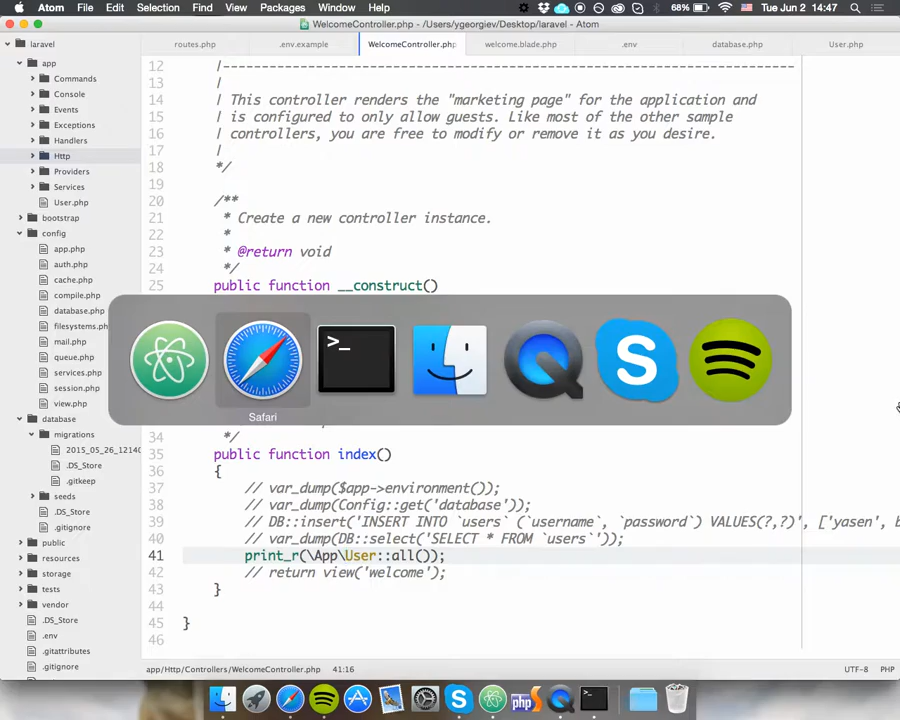 Atom File Edit Selection Find View Packages Window Help 68% Tue Jun 2 14:47
WelcomeController.php - /Users/ygeorgiev/Desktop/laravel - Atom
laravel
app
Commands
Console
Events
Exceptions
Handlers
Http
Providers
Services
User.php
bootstrap
config
app.php
auth.php
cache.php
compile.php
database.php
filesystems.php
mail.php
queue.php
services.php
session.php
view.php
database
migrations
2015_05_26_12140
.DS_Store
.gitkeep
seeds
.DS_Store
.gitignore
public
resources
storage
tests
vendor
.DS_Store
.env
.gitattributes
.gitignore
routes.php .env.example WelcomeController.php welcome.blade.php .env database.php User.php
12 |--------------------------------------------------------------------------
13 |
14 | This controller renders the "marketing page" for the application and
15 | is configured to only allow guests. Like most of the other sample
16 | controllers, you are free to modify or remove it as you desire.
17 |
18 */
19
20 /**
21 * Create a new controller instance.
22 *
23 * @return void
24 */
25 public function __construct()
>_
S
Safari
34 */
35 public function index()
36 {
37 // var_dump($app->environment());
38 // var_dump(Config::get('database'));
39 // DB::insert('INSERT INTO `users` (`username`, `password`) VALUES(?,?)', ['yasen', b
40 // var_dump(DB::select('SELECT * FROM `users`'));
41 print_r(\App\User::all());
42 // return view('welcome');
43 }
44
45 }
46
app/Http/Controllers/WelcomeController.php 41:16 UTF-8 PHP
php